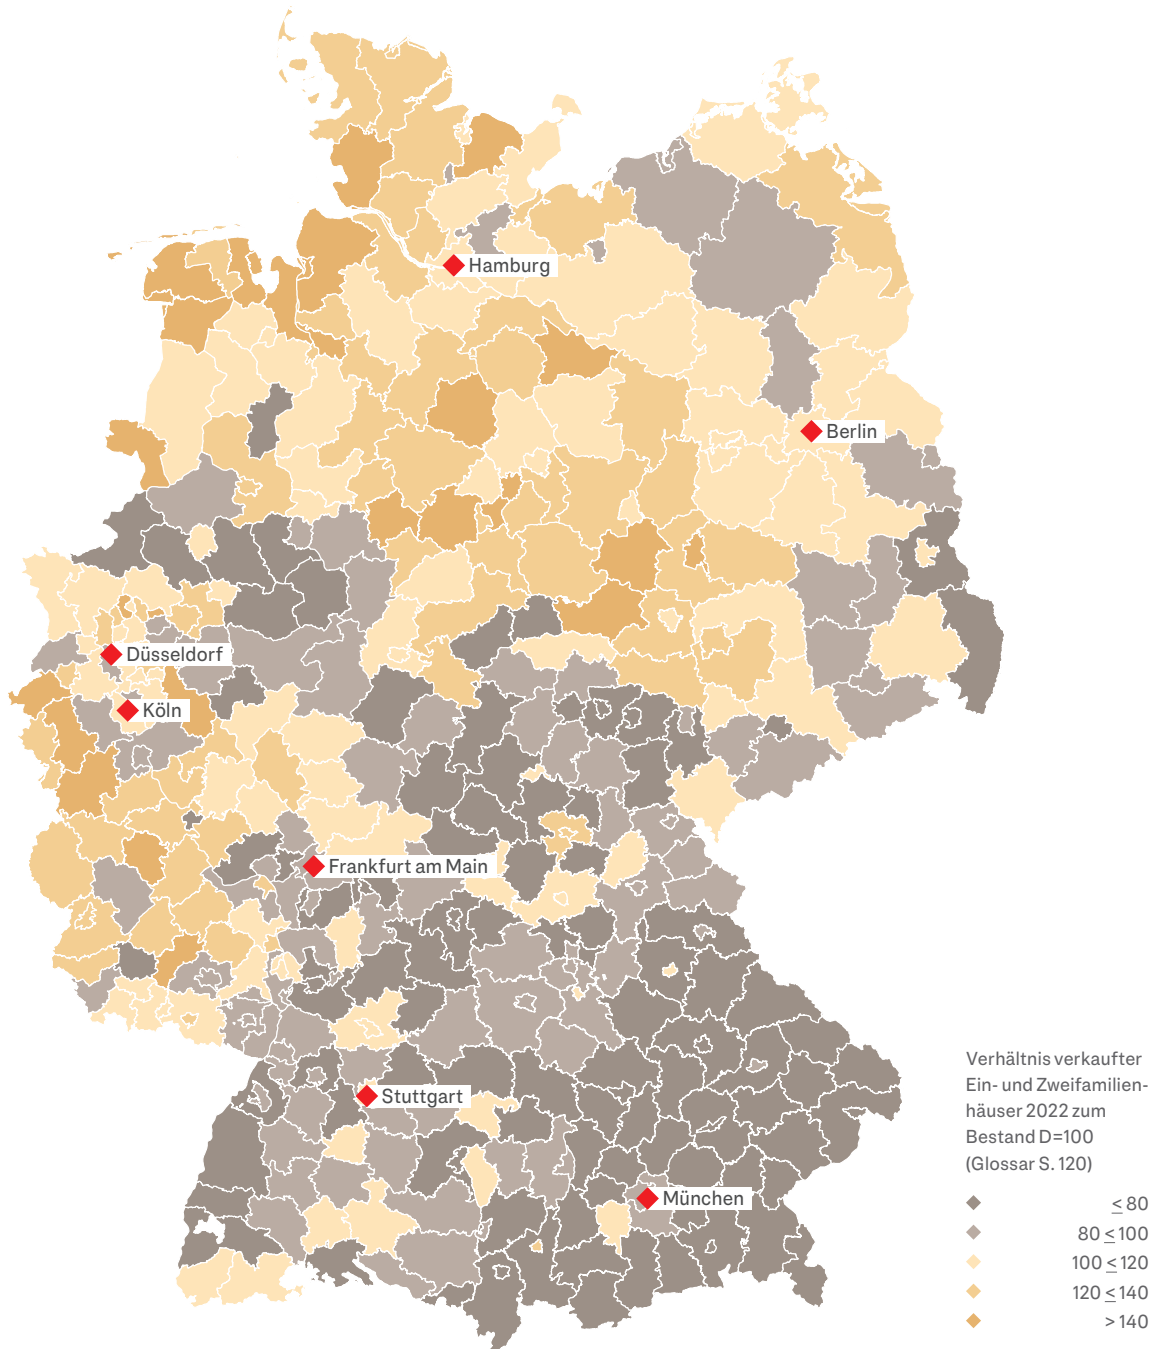 Hamburg
Berlin
Düsseldorf
Köln
Frankfurt am Main
Stuttgart
München
Verhältnis verkaufter
Ein- und Zweifamilien-
häuser 2022 zum
Bestand D=100
(Glossar S. 120)
≤ 80
80 ≤ 100
100 ≤ 120
120 ≤ 140
> 140